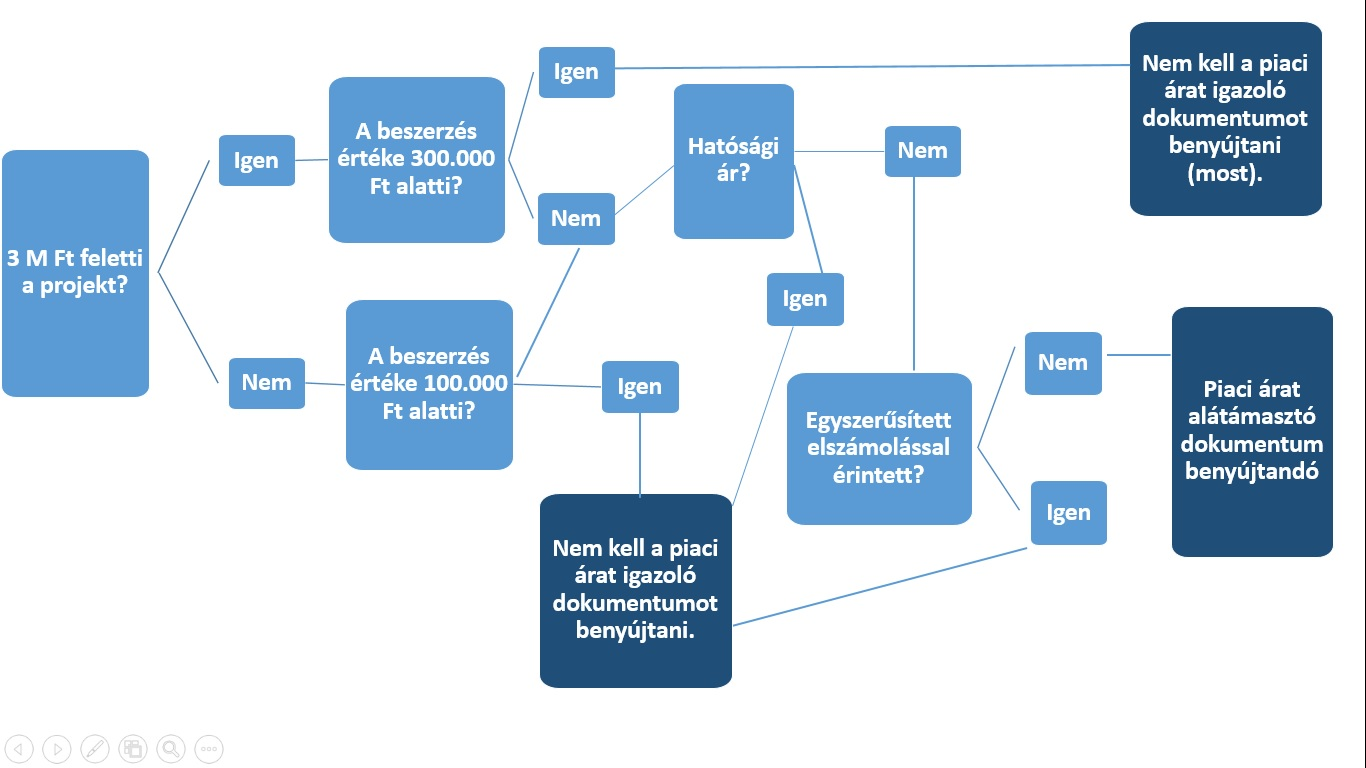 3 M Ft feletti
a projekt?
Igen
Nem
A beszerzés
értéke 300.000
Ft alatti?
A beszerzés
értéke 100.000
Ft alatti?
Igen
Nem
Igen
Nem kell a piaci
árat igazoló
dokumentumot
benyújtani.
Hatósági
ár?
Nem
Igen
Egyszerűsített
elszámolással
érintett?
Nem
Igen
Nem kell a piaci
árat igazoló
dokumentumot
benyújtani
(most).
Piaci árat
alátámasztó
dokumentum
benyújtandó